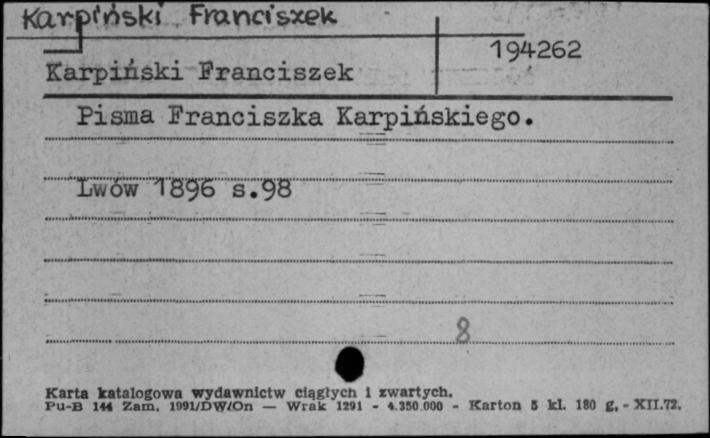 Karpiński Franciszek
194262
Karpiński Franciszek
Pisma Franciszka Karpińskiego.
Lwów 1896 s.98
8
Karta katalogowa wydawnictw ciągłych i zwartych.
Pu-B 144 Zam. 1991/DW/On — Wrak 1291 - 4.350.000 - Karton 5 kl. 180 g. - XII.72.